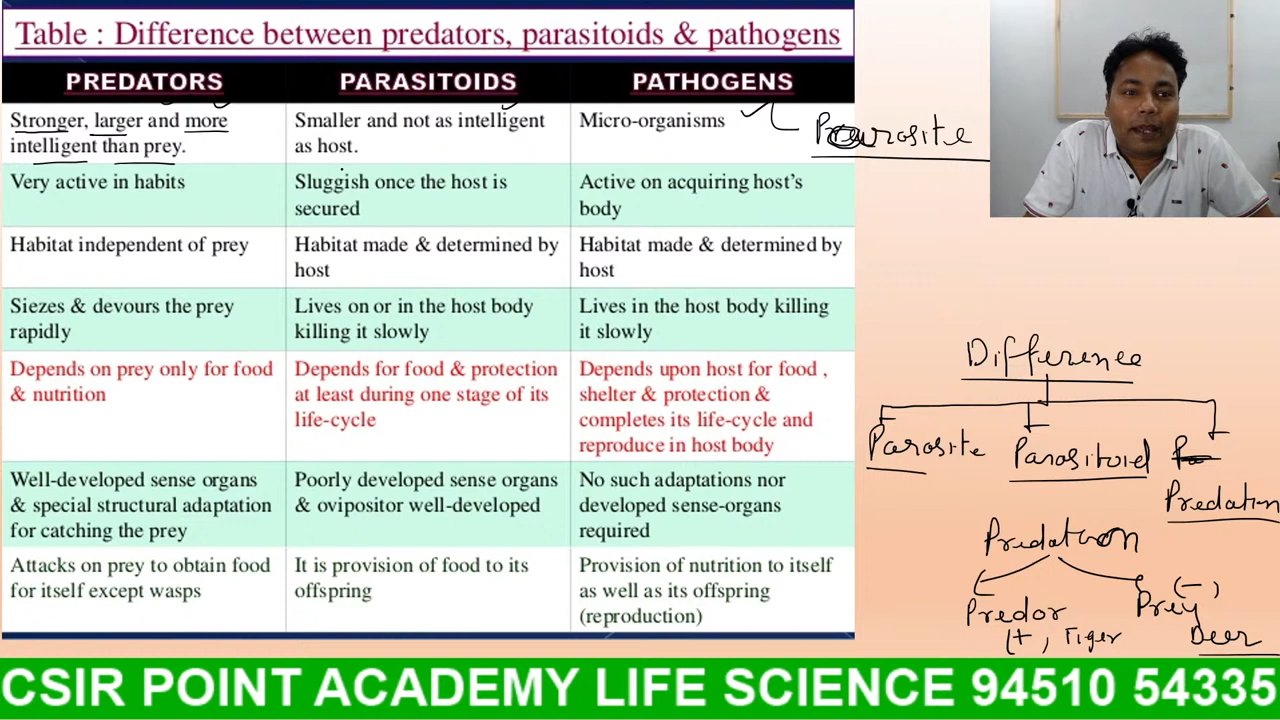 Table : Difference between predators, parasitoids & pathogens
PREDATORS
PARASITOIDS
PATHOGENS
Stronger, larger and more
intelligent than prey.
Smaller and not as intelligent
as host.
Micro-organisms
Parosite
Very active in habits
Sluggish once the host is
secured
Active on acquiring host's
body
Habitat independent of prey
Habitat made & determined by
host
Habitat made & determined by
host
Siezes & devours the prey
rapidly
Lives on or in the host body
killing it slowly
Lives in the host body killing
it slowly
Depends on prey only for food
& nutrition
Depends for food & protection
at least during one stage of its
life-cycle
Depends upon host for food ,
shelter & protection &
completes its life-cycle and
reproduce in host body
Well-developed sense organs
& special structural adaptation
for catching the prey
Poorly developed sense organs
& ovipositor well-developed
No such adaptations nor
developed sense-organs
required
Attacks on prey to obtain food
for itself except wasps
It is provision of food to its
offspring
Provision of nutrition to itself
as well as its offspring
(reproduction)
Difference
Parosite Parasitoid
Predation
Predation
Predor
(+, Tiger
Prey (-)
Deer
CSIR POINT ACADEMY LIFE SCIENCE 94510 54335